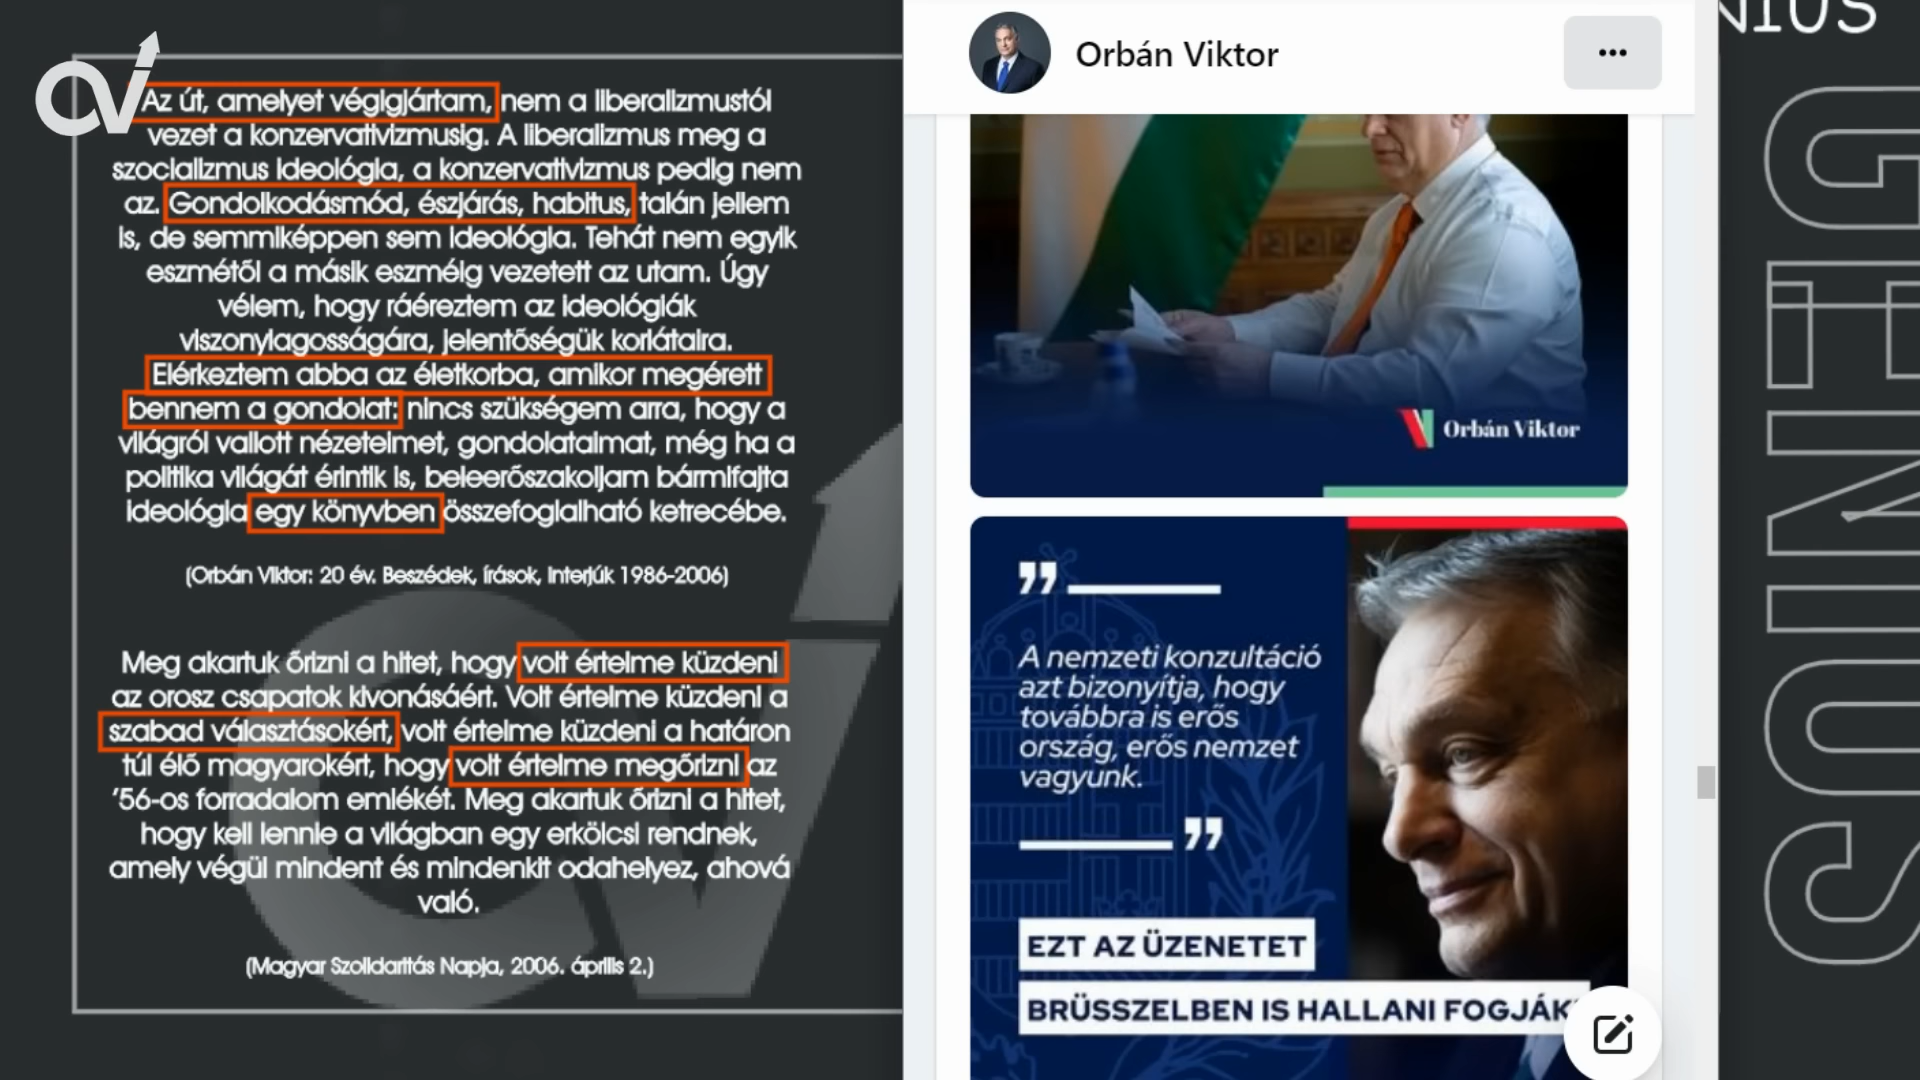 Az út, amelyet végigjártam, nem a liberalizmustól
vezet a konzervativizmusig. A liberalizmus meg a
szocializmus ideológia, a konzervativizmus pedig nem
az. Gondolkodásmód, észjárás, habitus, talán jellem
is, de semmiképpen sem ideológia. Tehát nem egyik
eszmétől a másik eszméig vezetett az utam. Úgy
vélem, hogy ráéreztem az ideológiák
viszonylagosságára, jelentőségük korlátaira.
Elérkeztem abba az életkorba, amikor megérett
bennem a gondolat: nincs szükségem arra, hogy a
világról vallott nézeteimet, gondolataimat, még ha a
politika világát érintik is, beleerőszakoljam bármifajta
ideológia egy könyvben összefoglalható ketrecébe.
(Orbán Viktor: 20 év. Beszédek, írások, interjúk 1986-2006)
Meg akartuk őrizni a hitet, hogy volt értelme küzdeni
az orosz csapatok kivonásáért. Volt értelme küzdeni a
szabad választásokért, volt értelme küzdeni a határon
túl élő magyarokért, hogy volt értelme megőrizni az
'56-os forradalom emlékét. Meg akartuk őrizni a hitet,
hogy kell lennie a világban egy erkölcsi rendnek,
amely végül mindent és mindenkit odahelyez, ahová
való.
(Magyar Szolidaritás Napja, 2006. április 2.)
Orbán Viktor
Orbán Viktor
”
A nemzeti konzultáció
azt bizonyítja, hogy
továbbra is erős
ország, erős nemzet
vagyunk.
”
EZT AZ ÜZENETET
BRÜSSZELBEN IS HALLANI FOGJÁK
NIUS
GENIUS